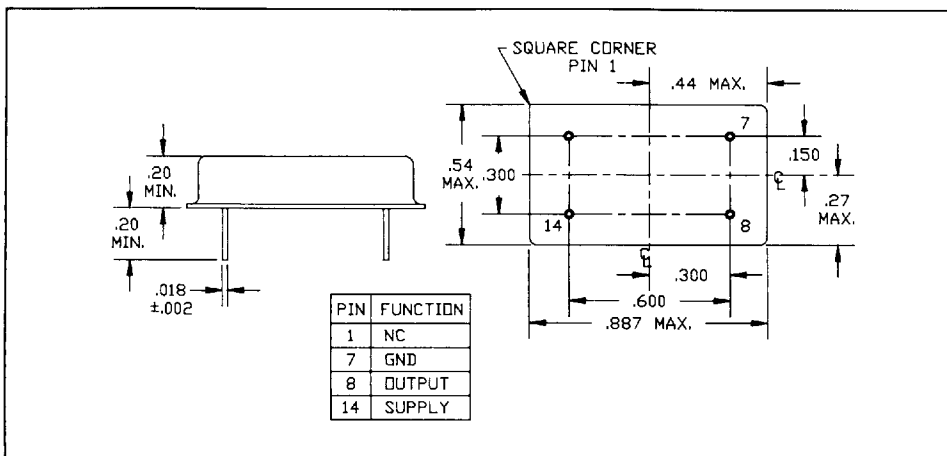 SQUARE CORNER
PIN 1
.44 MAX.
7
.150
.20
MIN.
.54
MAX.
.300
.27
MAX.
.20
MIN.
14
8
.300
.018
±.002
.600
.887 MAX.
PIN FUNCTION
1 NC
7 GND
8 OUTPUT
14 SUPPLY